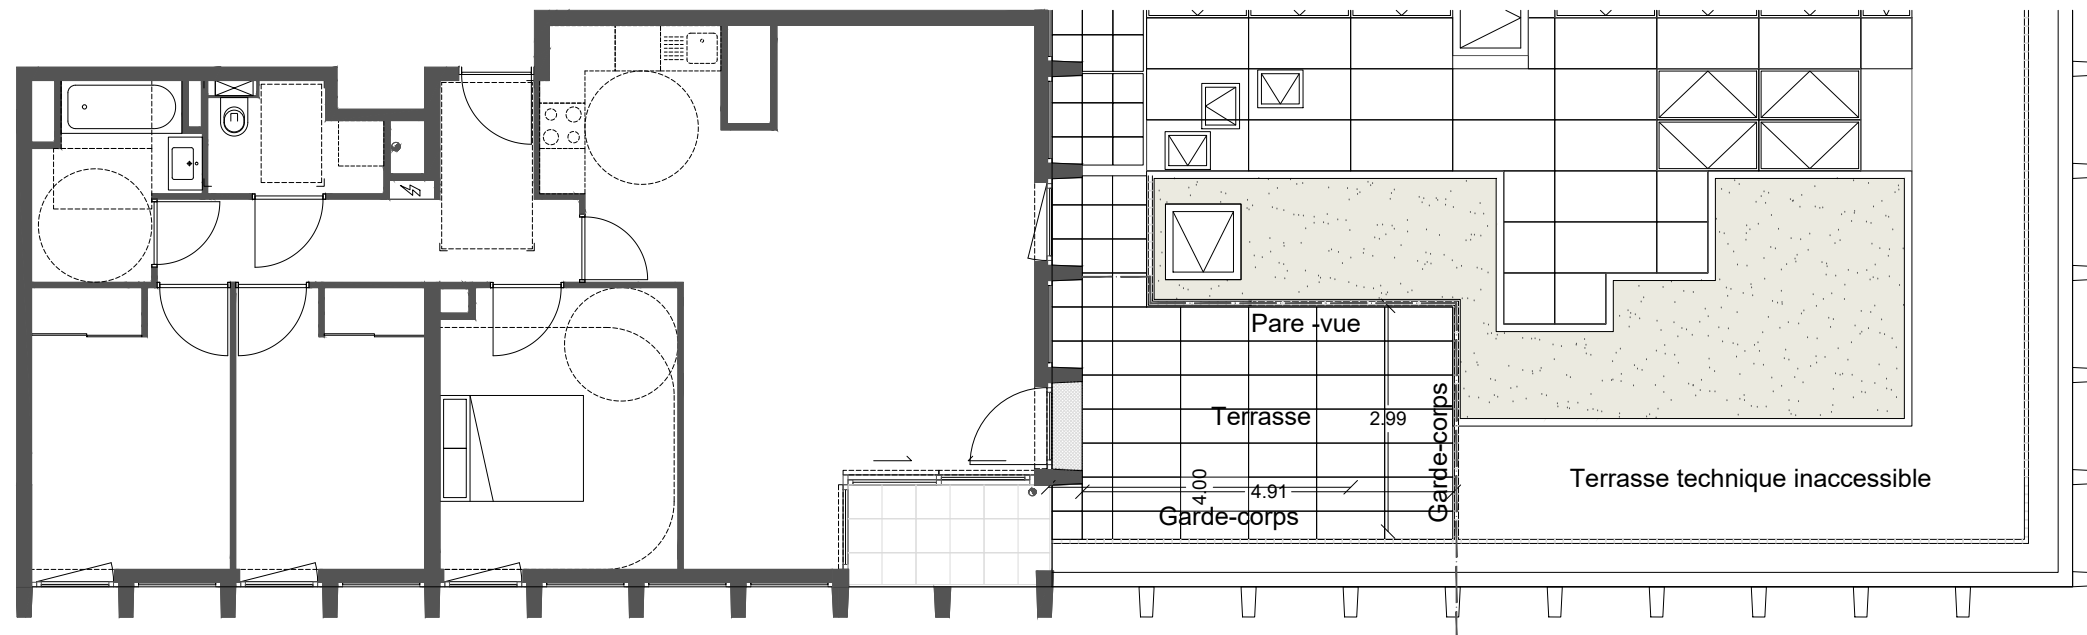 Pare -vue
Terrasse
2.99
Garde-corps
4.00
4.91
Garde-corps
Terrasse technique inaccessible